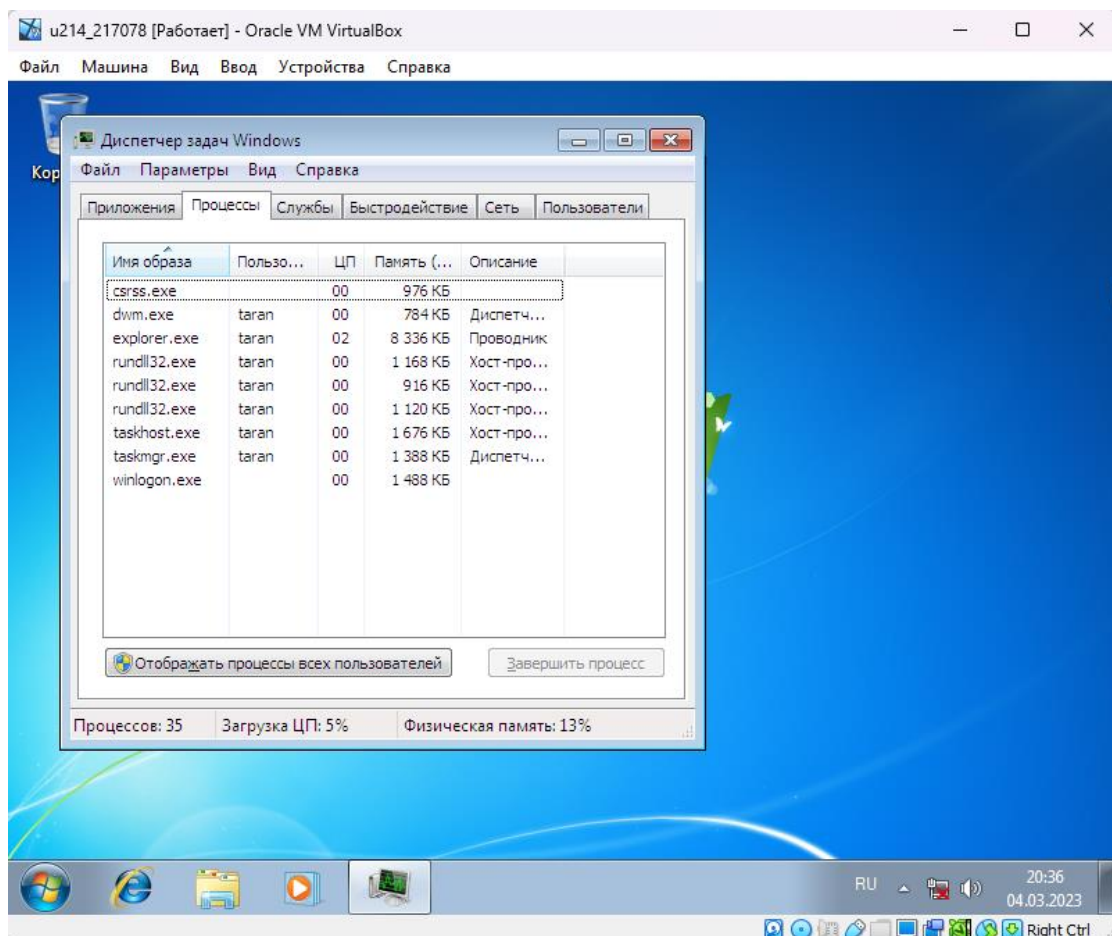 u214_217078 [Работает] - Oracle VM VirtualBox
Файл Машина Вид Ввод Устройства Справка
Диспетчер задач Windows
Кор
Файл Параметры Вид Справка
Приложения Процессы Службы Быстродействие Сеть Пользователи
Имя образа Пользо... ЦП Память (... Описание
csrss.exe 00 976 КБ
dwm.exe taran 00 784 КБ Диспетч...
explorer.exe taran 02 8 336 КБ Проводник
rundll32.exe taran 00 1 168 КБ Хост-про...
rundll32.exe taran 00 916 КБ Хост-про...
rundll32.exe taran 00 1 120 КБ Хост-про...
taskhost.exe taran 00 1 676 КБ Хост-про...
taskmgr.exe taran 00 1 388 КБ Диспетч...
winlogon.exe 00 1 488 КБ
Отображать процессы всех пользователей Завершить процесс
Процессов: 35 Загрузка ЦП: 5% Физическая память: 13%
RU 20:36
04.03.2023
Right Ctrl